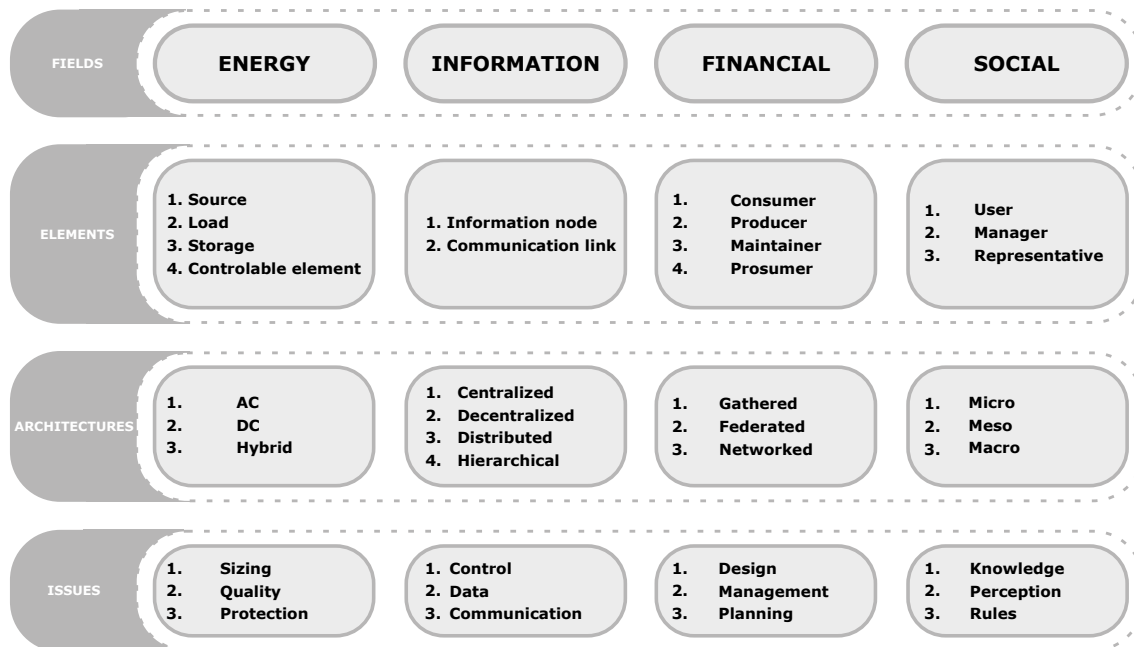 FIELDS
ENERGY
INFORMATION
FINANCIAL
SOCIAL
ELEMENTS
1. Source
2. Load
3. Storage
4. Controlable element
1. Information node
2. Communication link
1. Consumer
2. Producer
3. Maintainer
4. Prosumer
1. User
2. Manager
3. Representative
ARCHITECTURES
1. AC
2. DC
3. Hybrid
1. Centralized
2. Decentralized
3. Distributed
4. Hierarchical
1. Gathered
2. Federated
3. Networked
1. Micro
2. Meso
3. Macro
ISSUES
1. Sizing
2. Quality
3. Protection
1. Control
2. Data
3. Communication
1. Design
2. Management
3. Planning
1. Knowledge
2. Perception
3. Rules